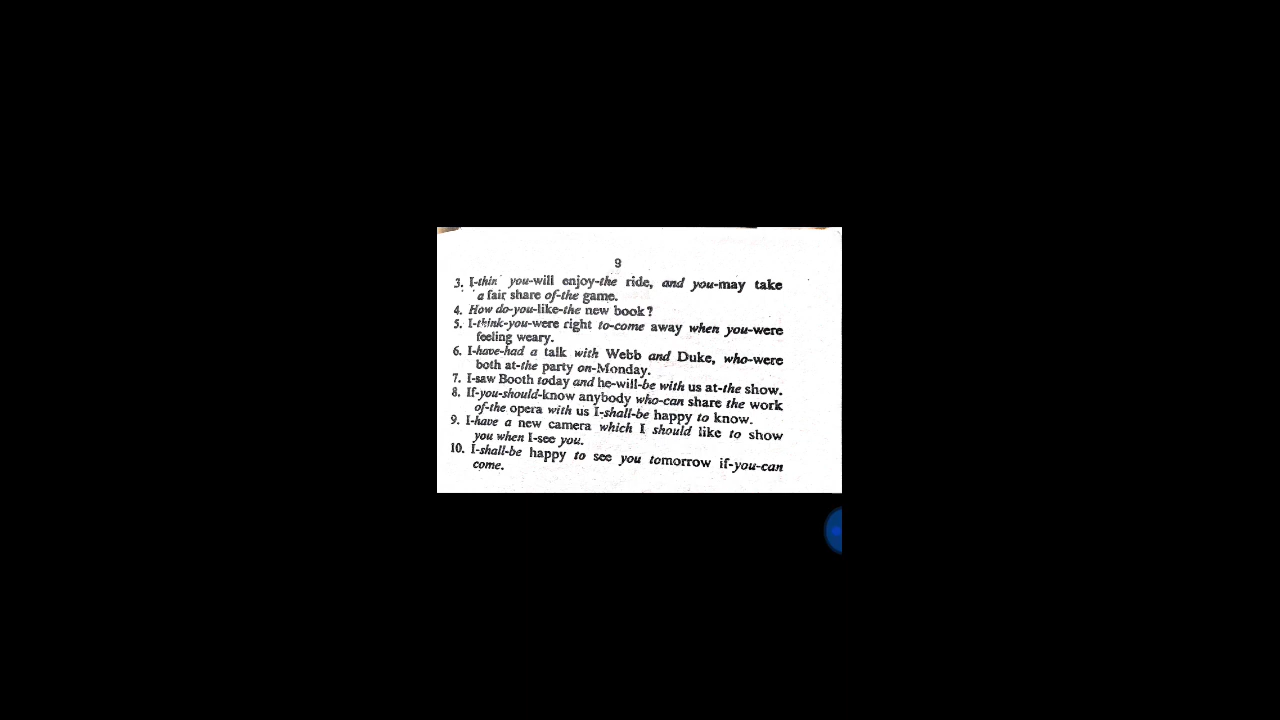 9
3. I-thin you-will enjoy-the ride, and you-may take
a fair share of-the game.
4. How do-you-like-the new book?
5. I-think-you-were right to-come away when you-were
feeling weary.
6. I-have-had a talk with Webb and Duke, who-were
both at-the party on-Monday.
7. I-saw Booth today and he-will-be with us at-the show.
8. If-you-should-know anybody who-can share the work
of-the opera with us I-shall-be happy to know.
9. I-have a new camera which I should like to show
you when I-see you.
10. I-shall-be happy to see you tomorrow if-you-can
come.